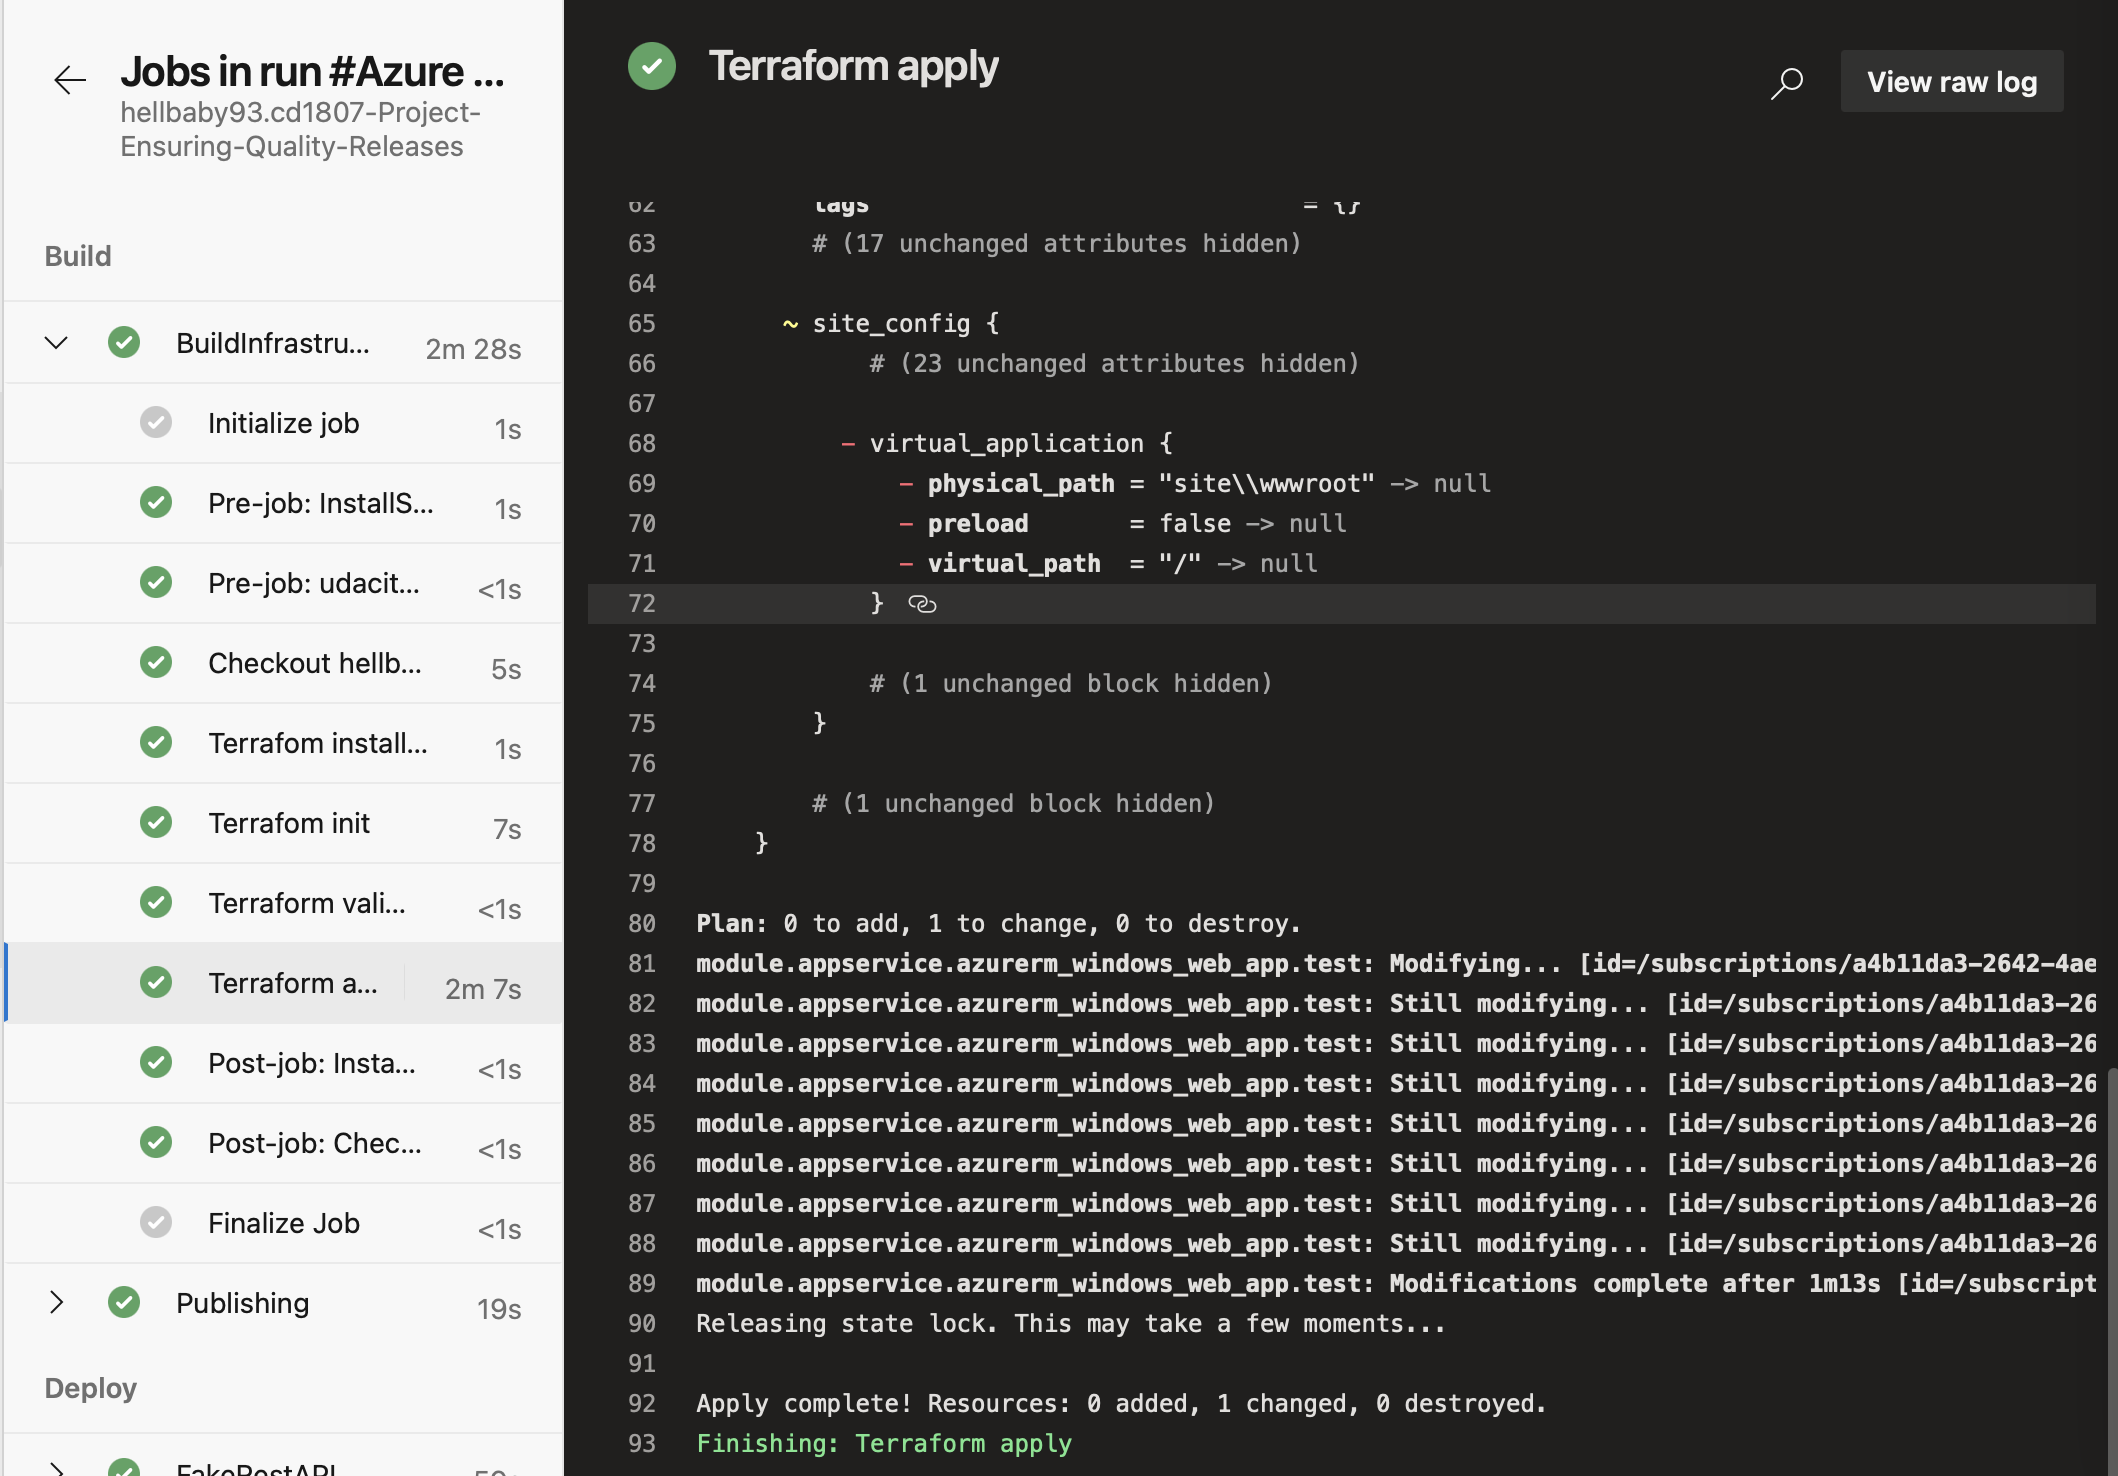 Jobs in run #Azure ...
hellbaby93.cd1807-Project-
Ensuring-Quality-Releases
Build
BuildInfrastru... 2m 28s
Initialize job 1s
Pre-job: InstallS... 1s
Pre-job: udacit... <1s
Checkout hellb... 5s
Terrafom install... 1s
Terrafom init 7s
Terraform vali... <1s
Terraform a... 2m 7s
Post-job: Insta... <1s
Post-job: Chec... <1s
Finalize Job <1s
Publishing 19s
Deploy
FakeRestAPI
Terraform apply
View raw log
62 tags = {}
63 # (17 unchanged attributes hidden)
64
65 ~ site_config {
66 # (23 unchanged attributes hidden)
67
68 - virtual_application {
69 - physical_path = "site\\wwwroot" -> null
70 - preload = false -> null
71 - virtual_path = "/" -> null
72 }
73
74 # (1 unchanged block hidden)
75 }
76
77 # (1 unchanged block hidden)
78 }
79
80 Plan: 0 to add, 1 to change, 0 to destroy.
81 module.appservice.azurerm_windows_web_app.test: Modifying... [id=/subscriptions/a4b11da3-2642-4ae
82 module.appservice.azurerm_windows_web_app.test: Still modifying... [id=/subscriptions/a4b11da3-26
83 module.appservice.azurerm_windows_web_app.test: Still modifying... [id=/subscriptions/a4b11da3-26
84 module.appservice.azurerm_windows_web_app.test: Still modifying... [id=/subscriptions/a4b11da3-26
85 module.appservice.azurerm_windows_web_app.test: Still modifying... [id=/subscriptions/a4b11da3-26
86 module.appservice.azurerm_windows_web_app.test: Still modifying... [id=/subscriptions/a4b11da3-26
87 module.appservice.azurerm_windows_web_app.test: Still modifying... [id=/subscriptions/a4b11da3-26
88 module.appservice.azurerm_windows_web_app.test: Still modifying... [id=/subscriptions/a4b11da3-26
89 module.appservice.azurerm_windows_web_app.test: Modifications complete after 1m13s [id=/subscript
90 Releasing state lock. This may take a few moments...
91
92 Apply complete! Resources: 0 added, 1 changed, 0 destroyed.
93 Finishing: Terraform apply